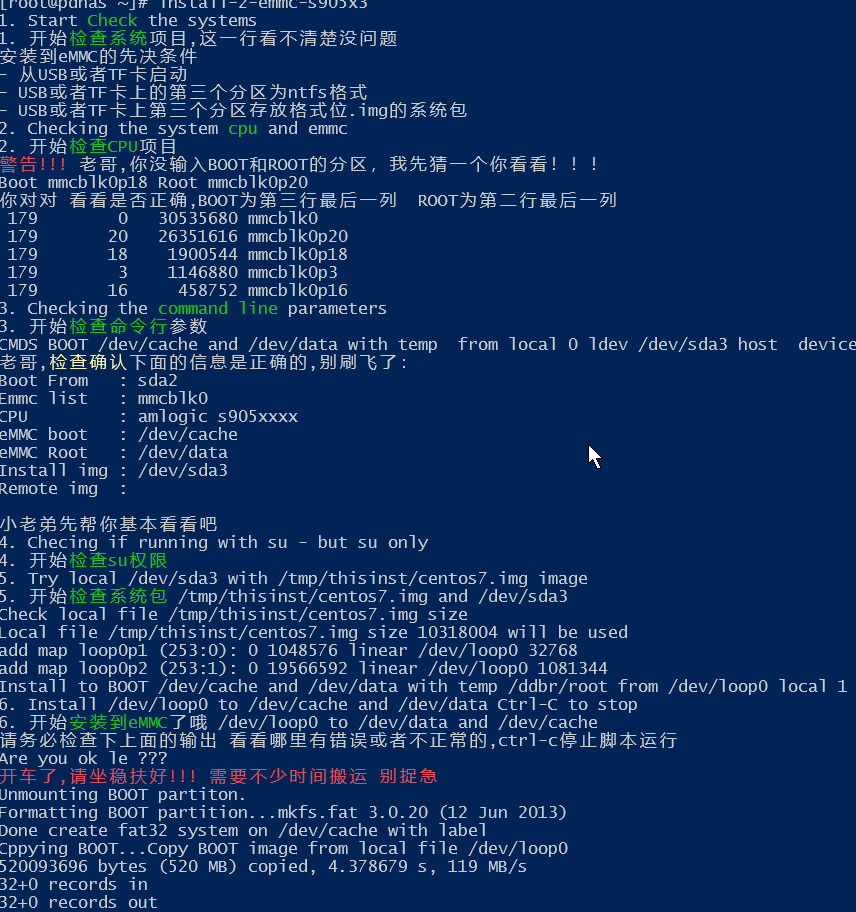 [root@pdnas ~]# install-2-emmc-s905x3
1. Start Check the systems
1. 开始检查系统项目,这一行看不清楚没问题
安装到eMMC的先决条件
- 从USB或者TF卡启动
- USB或者TF卡上的第三个分区为ntfs格式
- USB或者TF卡上第三个分区存放格式位.img的系统包
2. Checking the system cpu and emmc
2. 开始检查CPU项目
警告!!! 老哥,你没输入BOOT和ROOT的分区, 我先猜一个你看看!!!
Boot mmcblk0p18 Root mmcblk0p20
你对对 看看是否正确,BOOT为第三行最后一列  ROOT为第二行最后一列
179        0   30535680 mmcblk0
179       20   26351616 mmcblk0p20
179       18    1900544 mmcblk0p18
179        3    1146880 mmcblk0p3
179       16     458752 mmcblk0p16
3. Checking the command line parameters
3. 开始检查命令行参数
CMDS BOOT /dev/cache and /dev/data with temp  from local 0 ldev /dev/sda3 host  device
老哥,检查确认下面的信息是正确的,别刷飞了:
Boot From   : sda2
Emmc list   : mmcblk0
CPU         : amlogic s905xxxx
eMMC boot   : /dev/cache
eMMC Root   : /dev/data
Install img : /dev/sda3
Remote img  :
小老弟先帮你基本看看吧
4. Checing if running with su - but su only
4. 开始检查su权限
5. Try local /dev/sda3 with /tmp/thisinst/centos7.img image
5. 开始检查系统包 /tmp/thisinst/centos7.img and /dev/sda3
Check local file /tmp/thisinst/centos7.img size
Local file /tmp/thisinst/centos7.img size 10318004 will be used
add map loop0p1 (253:0): 0 1048576 linear /dev/loop0 32768
add map loop0p2 (253:1): 0 19566592 linear /dev/loop0 1081344
Install to BOOT /dev/cache and /dev/data with temp /ddbr/root from /dev/loop0 local 1
6. Install /dev/loop0 to /dev/cache and /dev/data Ctrl-C to stop
6. 开始安装到eMMC了哦 /dev/loop0 to /dev/data and /dev/cache
请务必检查下上面的输出 看看哪里有错误或者不正常的,ctrl-c停止脚本运行
Are you ok le ???
开车了,请坐稳扶好!!! 需要不少时间搬运 别捉急
Unmounting BOOT partiton.
Formatting BOOT partition...mkfs.fat 3.0.20 (12 Jun 2013)
Done create fat32 system on /dev/cache with label
Cppying BOOT...Copy BOOT image from local file /dev/loop0
520093696 bytes (520 MB) copied, 4.378679 s, 119 MB/s
32+0 records in
32+0 records out